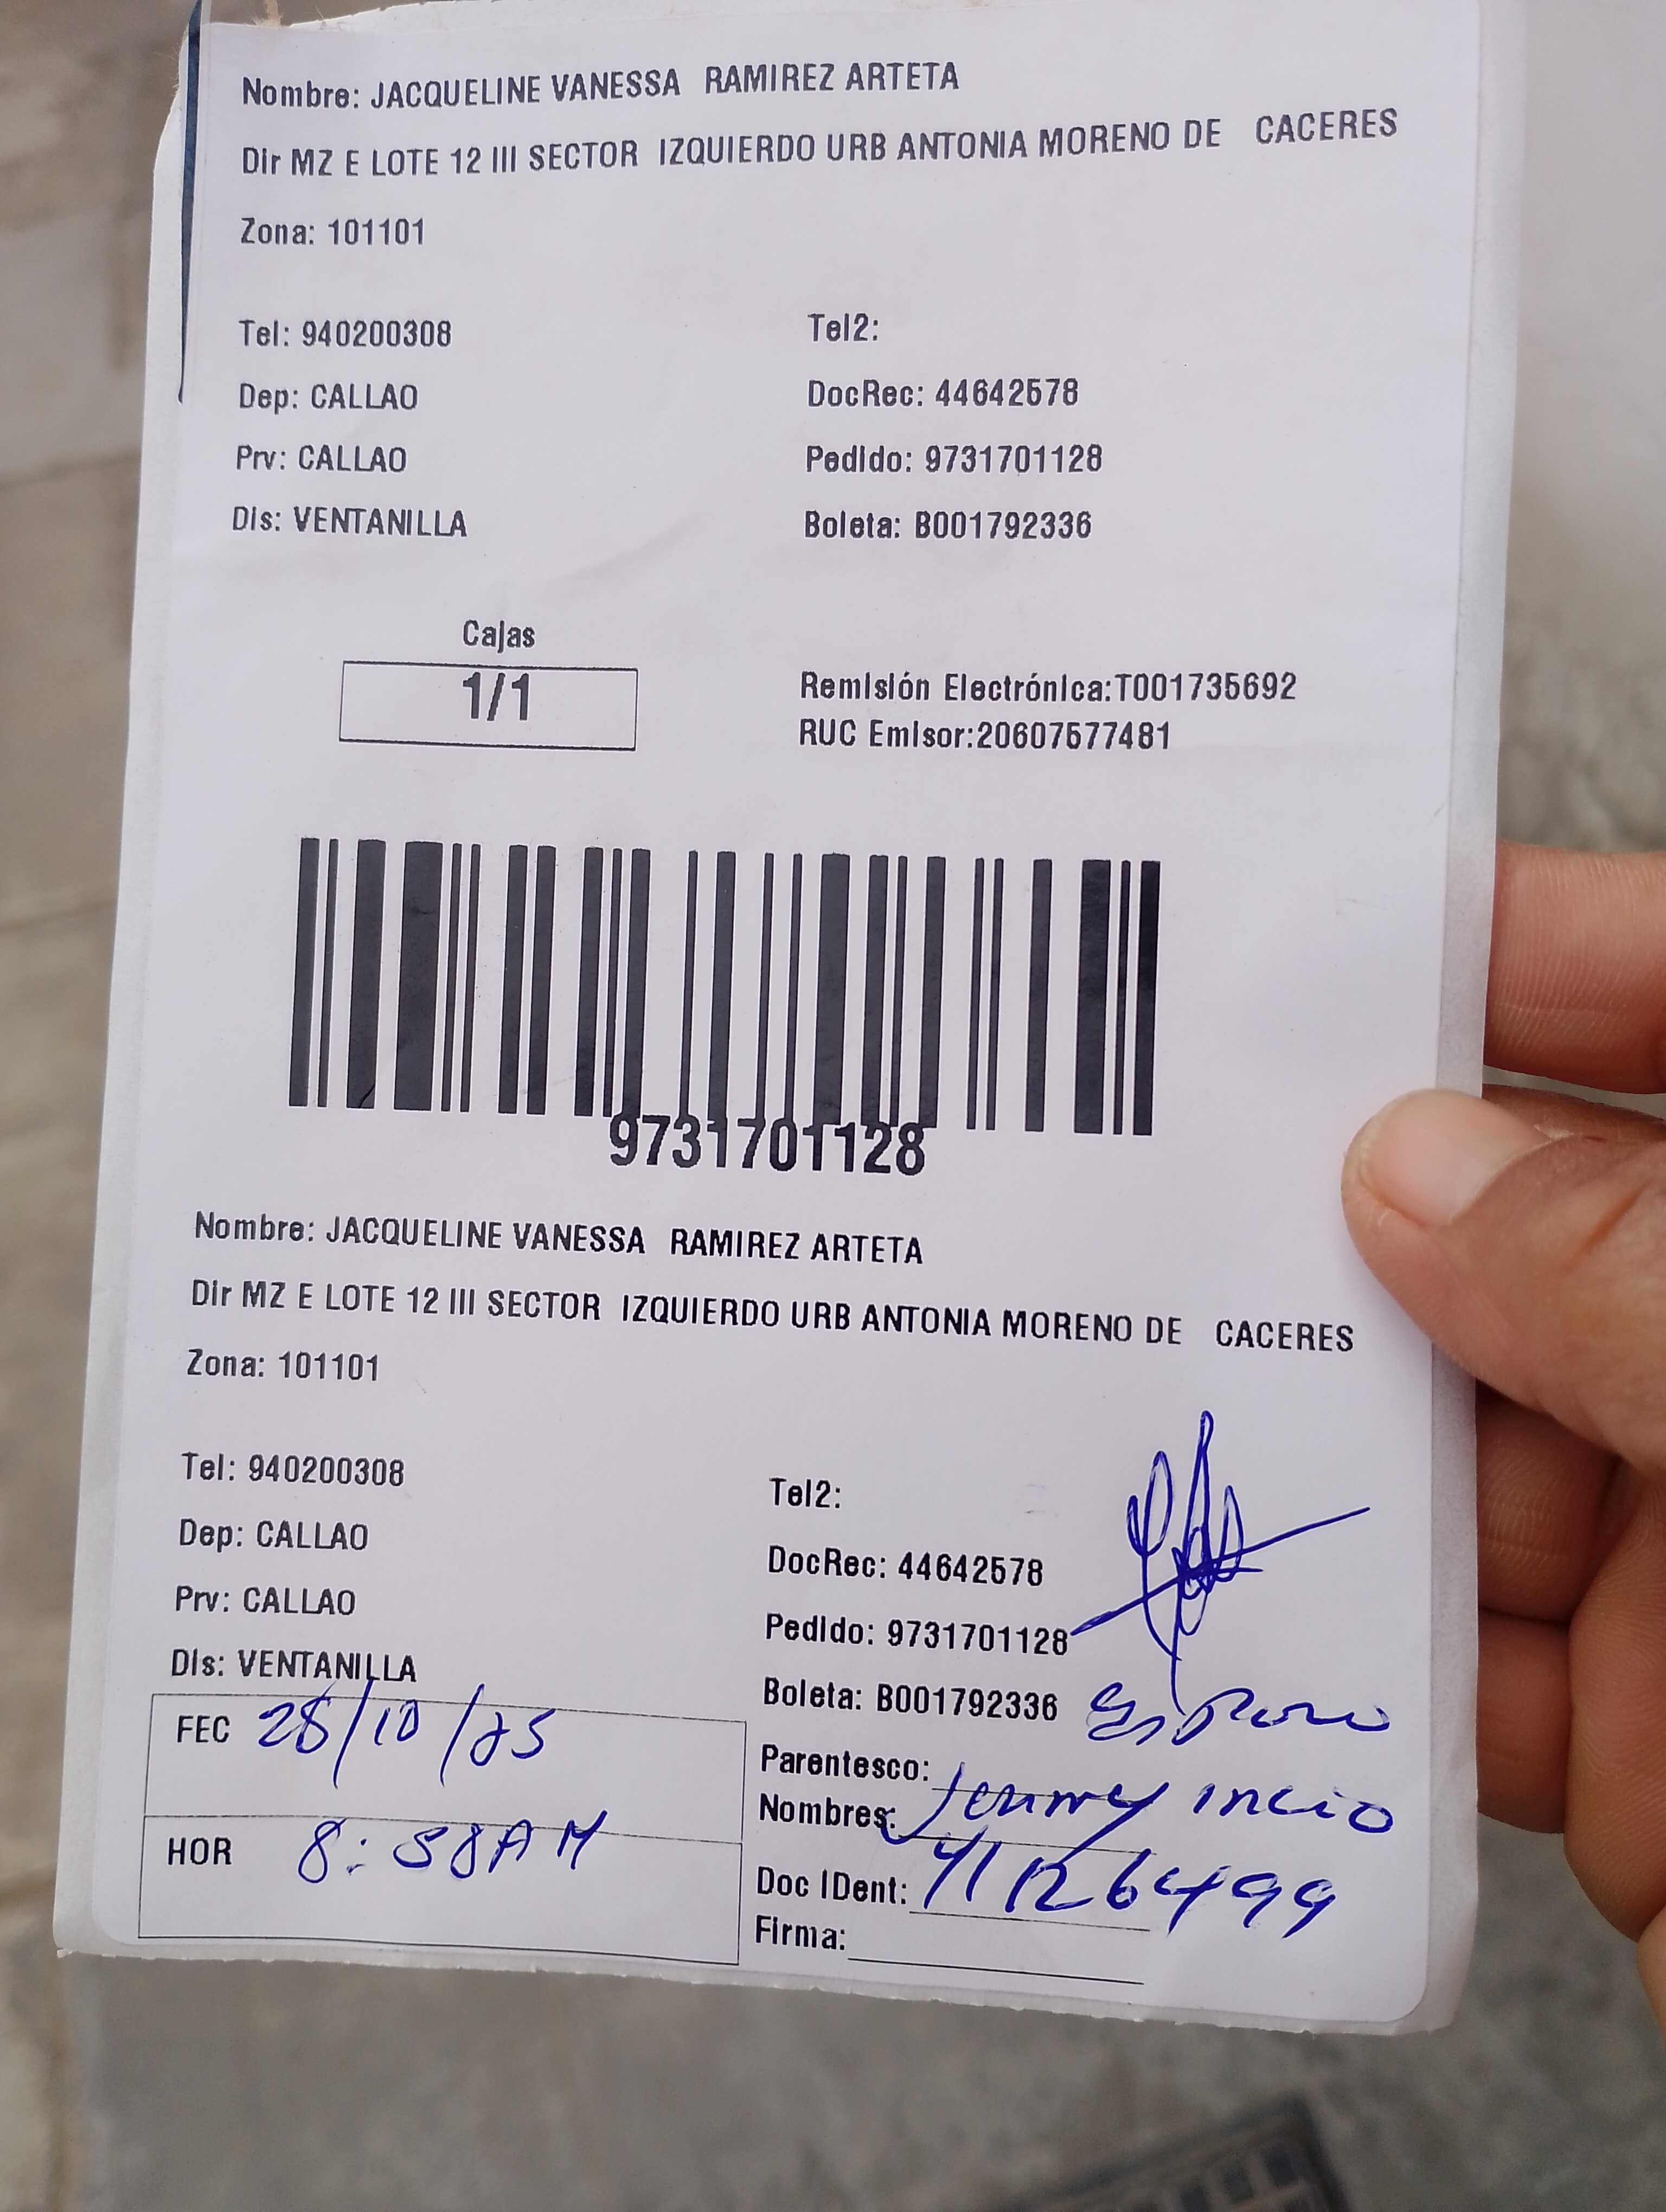 Nombre: JACQUELINE VANESSA RAMIREZ ARTETA
Dir MZ E LOTE 12 III SECTOR IZQUIERDO URB ANTONIA MORENO DE CACERES
Zona: 101101
Tel: 940200308 Tel2:
Dep: CALLAO DocRec: 44642578
Prv: CALLAO Pedido: 9731701128
Dis: VENTANILLA Boleta: B001792336
Cajas
1/1
Remisión Electrónica:T001735692
RUC Emisor:20607577481
9731701128
Nombre: JACQUELINE VANESSA RAMIREZ ARTETA
Dir MZ E LOTE 12 III SECTOR IZQUIERDO URB ANTONIA MORENO DE CACERES
Zona: 101101
Tel: 940200308 Tel2:
Dep: CALLAO DocRec: 44642578
Prv: CALLAO Pedido: 9731701128
Dis: VENTANILLA Boleta: B001792336
FEC /10/25
HOR 8:58AM
Parentesco:
Nombres: Jenny incio
Doc IDent: 41126499
Firma: